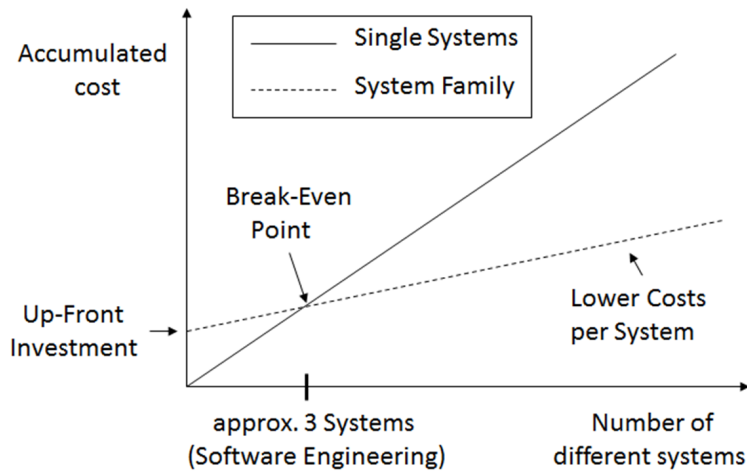 Accumulated
cost
Single Systems
System Family
Break-Even
Point
Up-Front
Investment
Lower Costs
per System
approx. 3 Systems
(Software Engineering)
Number of
different systems